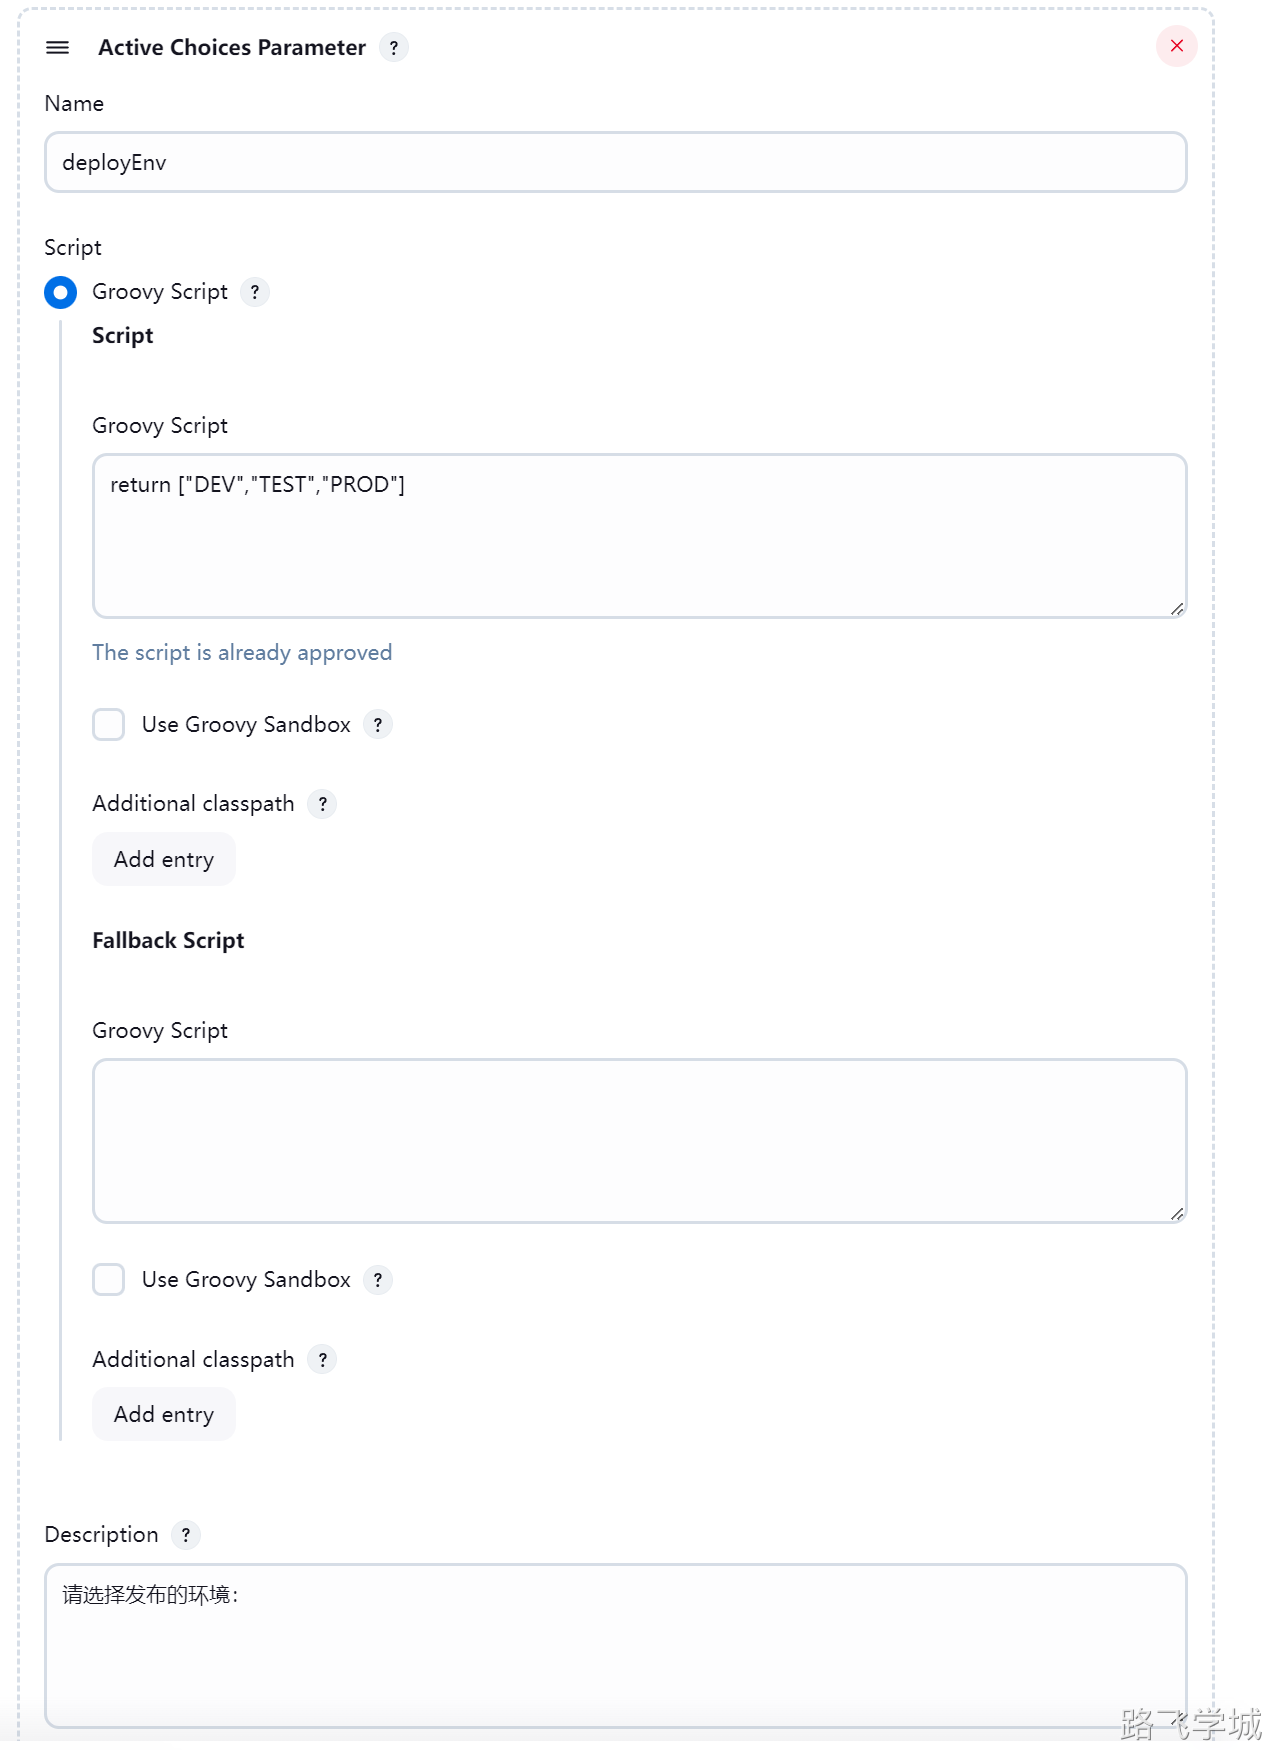 Active Choices Parameter ?
Name
deployEnv
Script
Groovy Script ?
Script
Groovy Script
return ["DEV","TEST","PROD"]
The script is already approved
Use Groovy Sandbox ?
Additional classpath ?
Add entry
Fallback Script
Groovy Script
Use Groovy Sandbox ?
Additional classpath ?
Add entry
Description ?
请选择发布的环境：
路飞学城